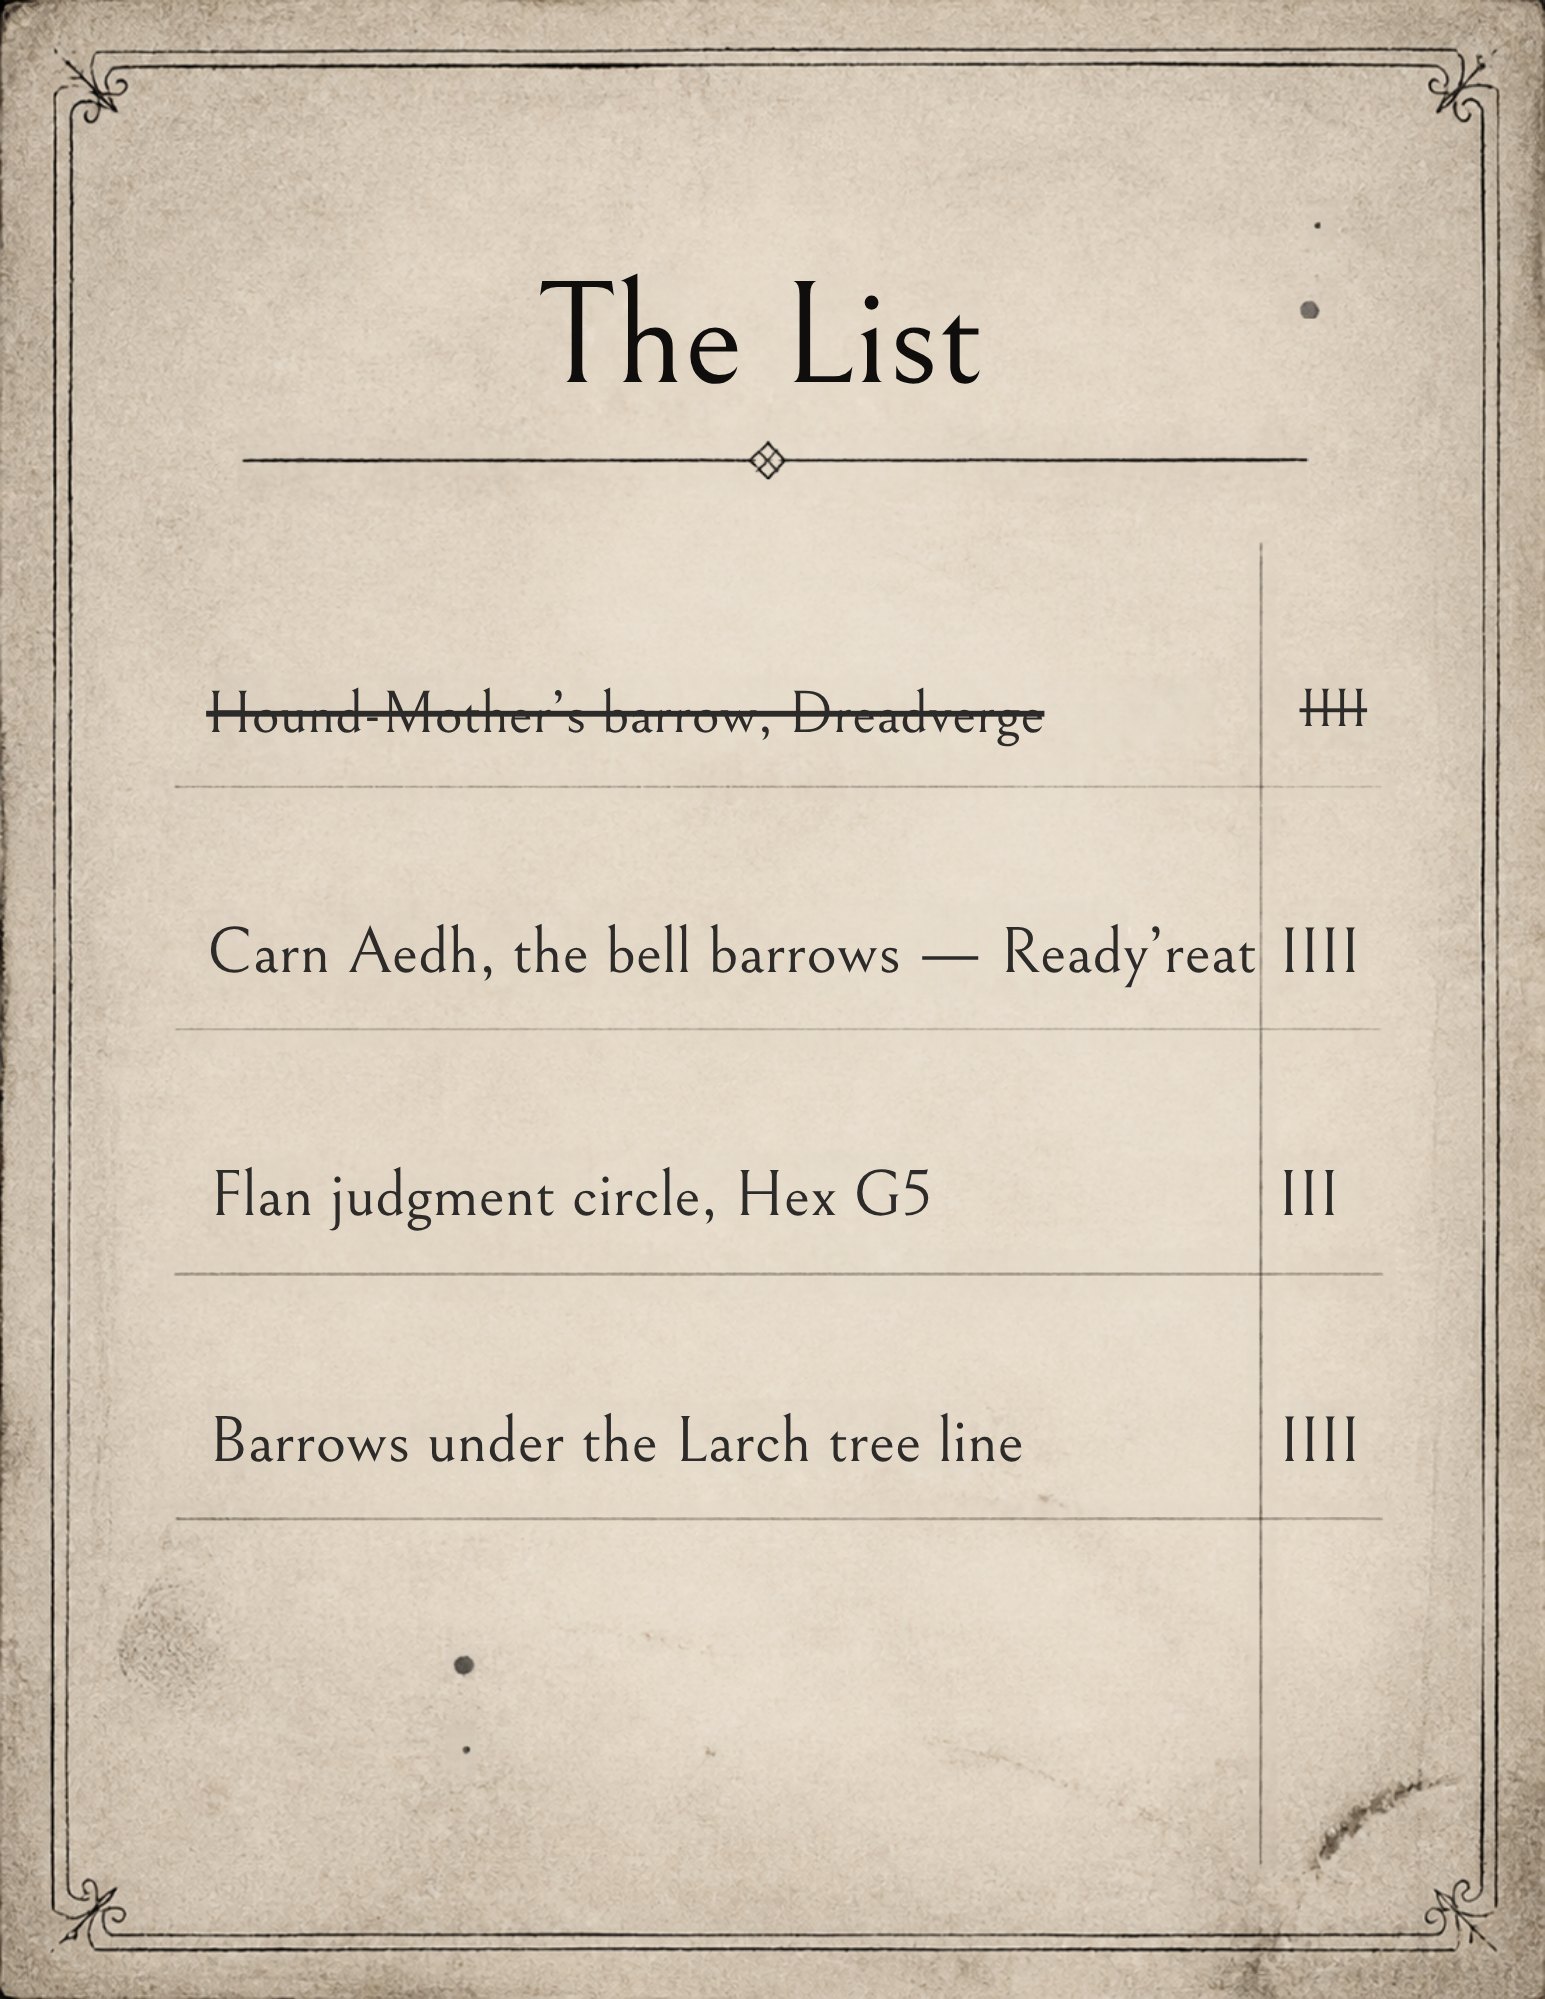 The List
Hound-Mother’s barrow, Dreadverge IIII
Carn Aedh, the bell barrows — Ready’reat IIII
Flan judgment circle, Hex G5 III
Barrows under the Larch tree line IIII